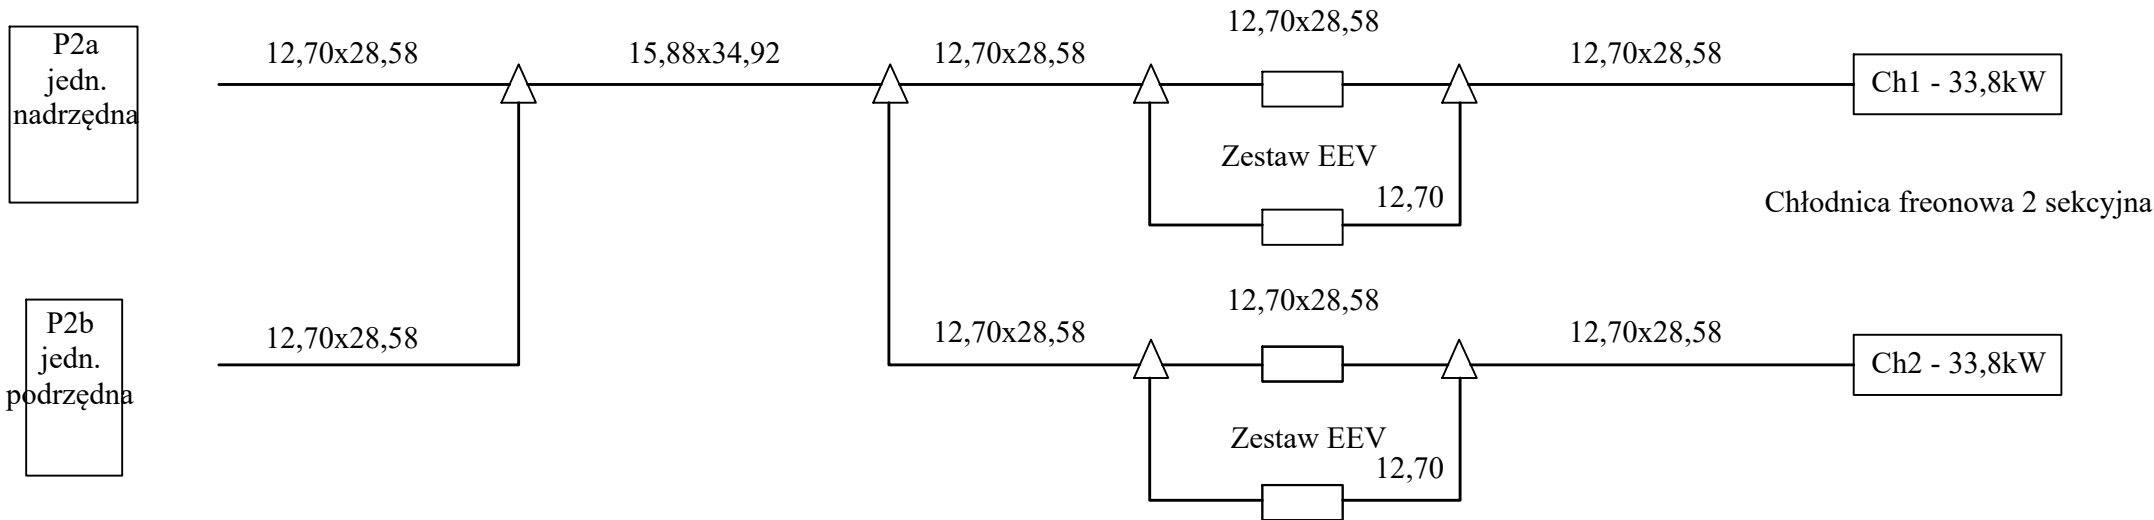 12,70x28,58
P2a
jedn.
nadrzędna
12,70x28,58
15,88x34,92
12,70x28,58
12,70x28,58
Ch1 - 33,8kW
Zestaw EEV
12,70
Chłodnica freonowa 2 sekcyjna
12,70x28,58
P2b
jedn.
podrzędna
12,70x28,58
12,70x28,58
12,70x28,58
Ch2 - 33,8kW
Zestaw EEV
12,70